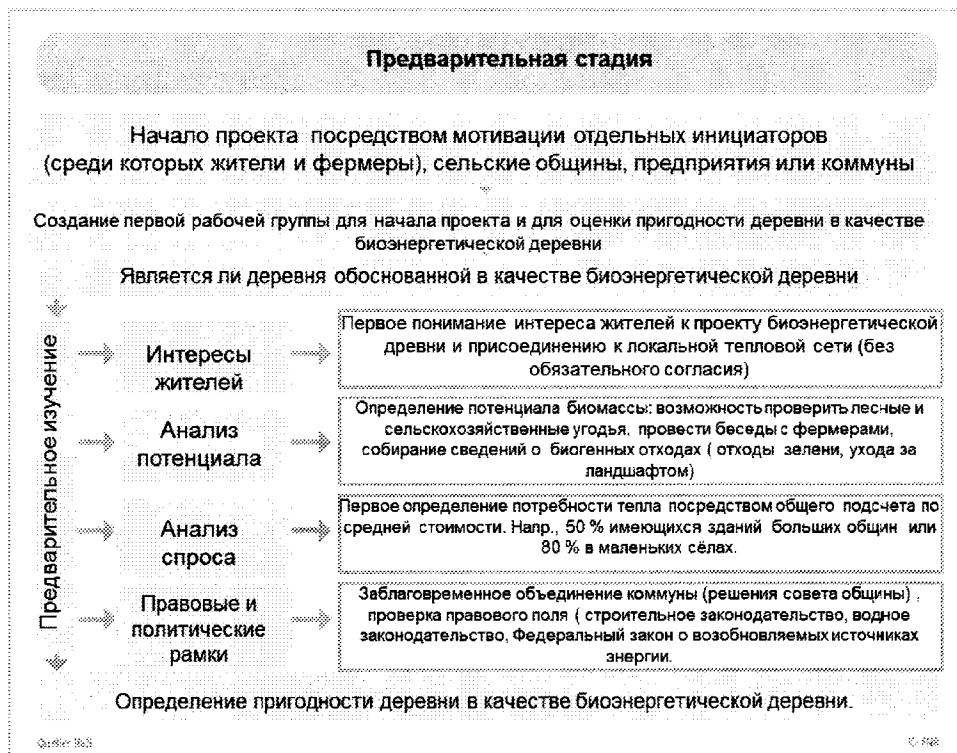 Предварительная стадия
Начало проекта посредством мотивации отдельных инициаторов
(среди которых жители и фермеры), сельские общины, предприятия или коммуны
Создание первой рабочей группы для начала проекта и для оценки пригодности деревни в качестве
биоэнергетической деревни
Является ли деревня обоснованной в качестве биоэнергетической деревни
Предварительное изучение
Интересы
жителей
Первое понимание интереса жителей к проекту биоэнергетической
древни и присоединению к локальной тепловой сети (без
обязательного согласия)
Анализ
потенциала
Определение потенциала биомассы: возможность проверить лесные и
сельскохозяйственные угодья, провести беседы с фермерами,
собирание сведений о биогенных отходах ( отходы зелени, ухода за
ландшафтом)
Анализ
спроса
Первое определение потребности тепла посредством общего подсчета по
средней стоимости. Напр., 50 % имеющихся зданий больших общин или
80 % в маленьких сёлах.
Правовые и
политические
рамки
Заблаговременное объединение коммуны (решения совета общины) ,
проверка правового поля ( строительное законодательство, водное
законодательство, Федеральный закон о возобновляемых источниках
энергии.
Определение пригодности деревни в качестве биоэнергетической деревни.